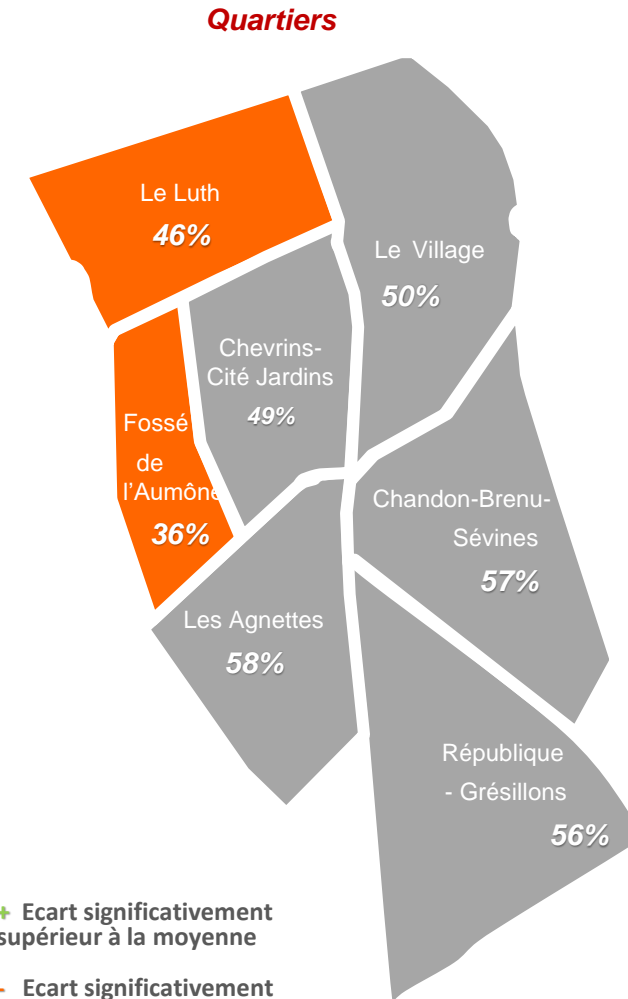 Quartiers
Le Luth
46%
Le Village
50%
Chevrins-
Cité Jardins
49%
Fossé
de
l'Aumône
36%
Chandon-Brenu-
Sévines
57%
Les Agnettes
58%
République
- Grésillons
56%
+ Ecart significativement
supérieur à la moyenne
- Ecart significativement